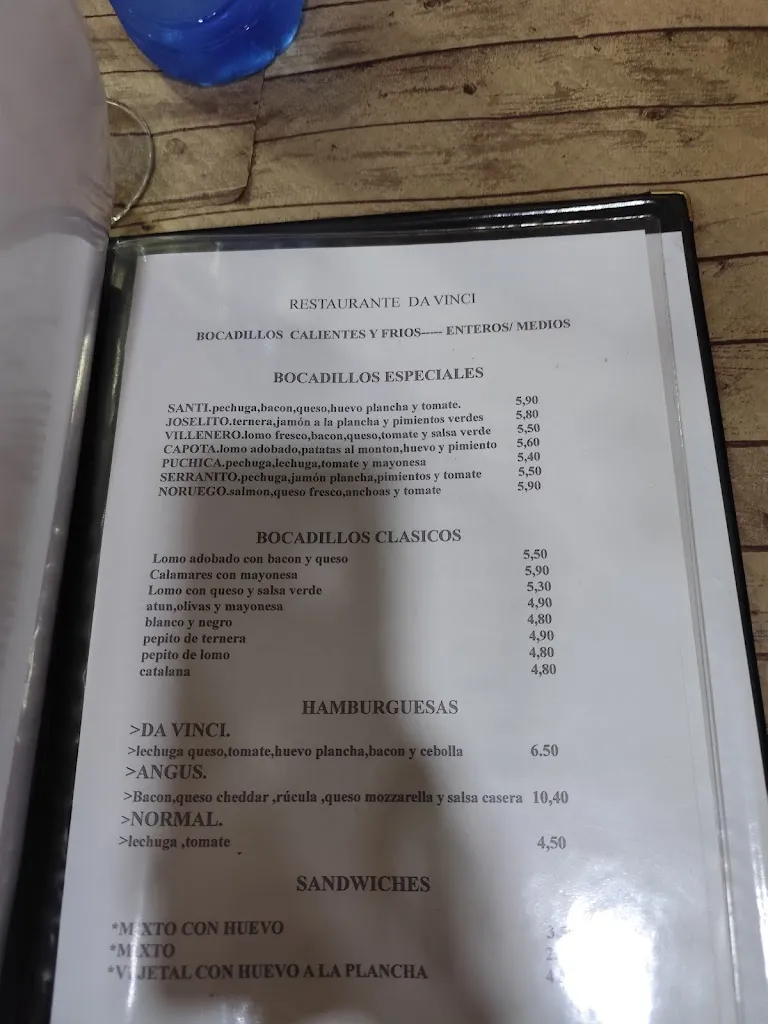 RESTAURANTE DA VINCI
BOCADILLOS CALIENTES Y FRIOS----- ENTEROS/ MEDIOS
BOCADILLOS ESPECIALES
SANTI.pechuga,bacon,queso,huevo plancha y tomate. 5,90
JOSELITO.ternera,jamón a la plancha y pimientos verdes 5,80
VILLENERO.lomo fresco,bacon,queso,tomate y salsa verde 5,50
CAPOTA.lomo adobado,patatas al monton,huevo y pimiento 5,60
PUCHICA.pechuga,lechuga,tomate y mayonesa 5,40
SERRANITO.pechuga,jamón plancha,pimientos y tomate 5,50
NORUEGO.salmon,queso fresco,anchoas y tomate 5,90
BOCADILLOS CLASICOS
Lomo adobado con bacon y queso 5,50
Calamares con mayonesa 5,90
Lomo con queso y salsa verde 5,30
atun,olivas y mayonesa 4,90
blanco y negro 4,80
pepito de ternera 4,90
pepito de lomo 4,80
catalana 4,80
HAMBURGUESAS
>DA VINCI.
>lechuga queso,tomate,huevo plancha,bacon y cebolla 6.50
>ANGUS.
>Bacon,queso cheddar ,rúcula ,queso mozzarella y salsa casera 10,40
>NORMAL.
>lechuga ,tomate 4,50
SANDWICHES
*MIXTO CON HUEVO
*MIXTO
*VEJETAL CON HUEVO A LA PLANCHA